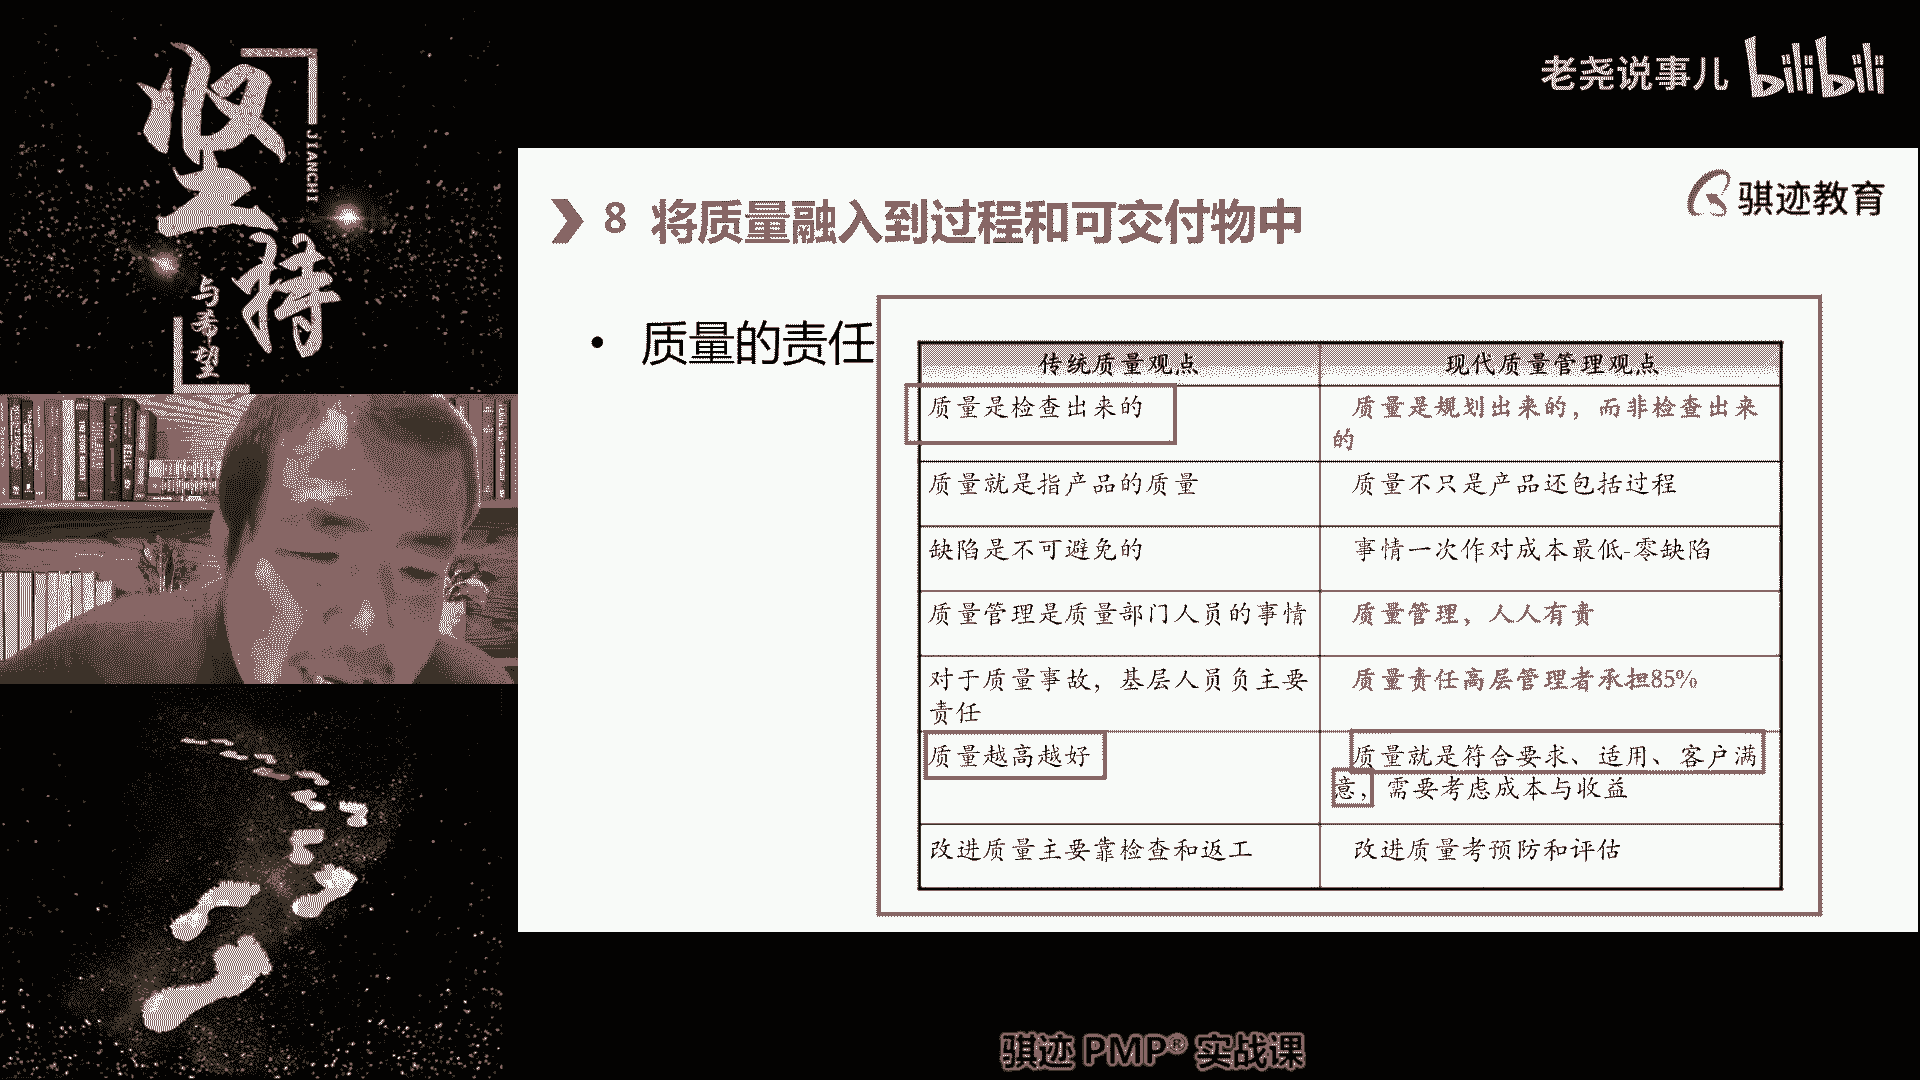 坚持
JIANCHI
与希望
老尧说事儿 bilibili
骐迹教育
8 将质量融入到过程和可交付物中
• 质量的责任
传统质量观点
现代质量管理观点
质量是检查出来的
质量是规划出来的，而非检查出来
的
质量就是指产品的质量
质量不只是产品还包括过程
缺陷是不可避免的
事情一次作对成本最低-零缺陷
质量管理是质量部门人员的事情
质量管理，人人有责
对于质量事故，基层人员负主要
责任
质量责任高层管理者承担85%
质量越高越好
质量就是符合要求、适用、客户满
意，需要考虑成本与收益
改进质量主要靠检查和返工
改进质量考预防和评估
骐迹 PMP® 实战课